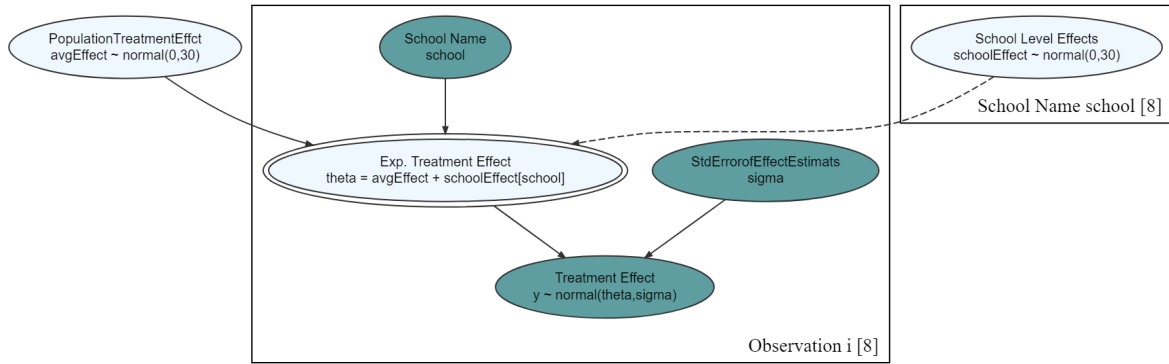 PopulationTreatmentEffct
avgEffect ~ normal(0,30)
School Name
school
School Level Effects
schoolEffect ~ normal(0,30)
School Name school [8]
Exp. Treatment Effect
theta = avgEffect + schoolEffect[school]
StdErrorofEffectEstimats
sigma
Treatment Effect
y ~ normal(theta,sigma)
Observation i [8]